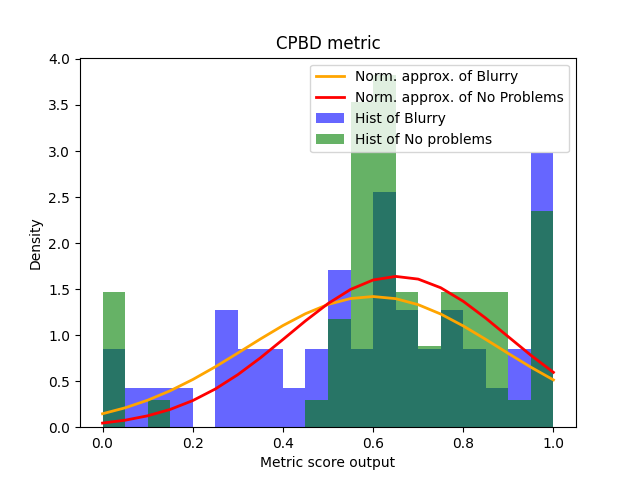 CPBD metric
Norm. approx. of Blurry
Norm. approx. of No Problems
Hist of Blurry
Hist of No problems
4.0
3.5
3.0
2.5
2.0
1.5
1.0
0.5
0.0
Density
0.0 0.2 0.4 0.6 0.8 1.0
Metric score output